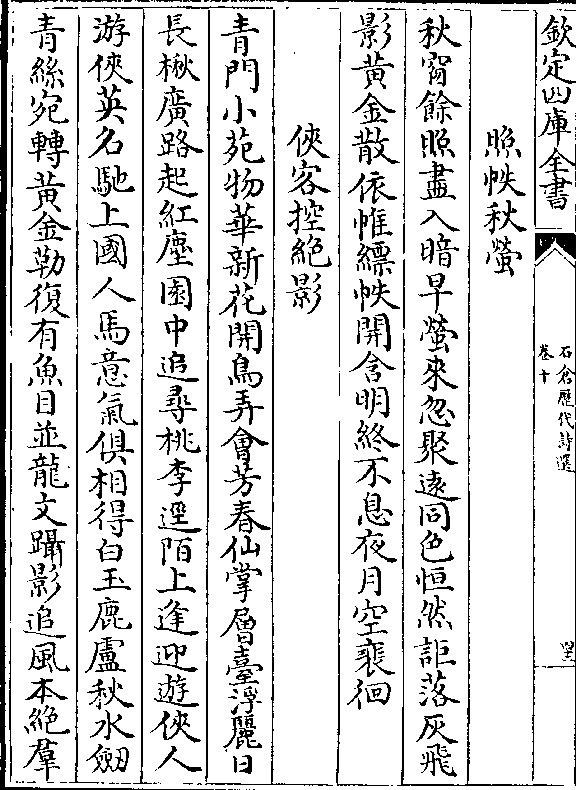 欽定四庫全書
石倉歷代詩選
卷十
照帙秋螢
秋窗餘照盡入暗早螢來忽聚遠同色恒然詎落灰飛
影黃金散依帷縹帙開含明終不息夜月空裵徊
俠客控絕影
青門小苑物華新花開鳥弄會芳春仙掌層臺浮麗日
長楸廣路起紅塵園中追尋桃李逕陌上逢迎遊俠人
游俠英名馳上國人馬意氣俱相得白玉鹿盧秋水劒
青絲宛轉黃金勒復有魚目並龍文躡影追風本絕羣